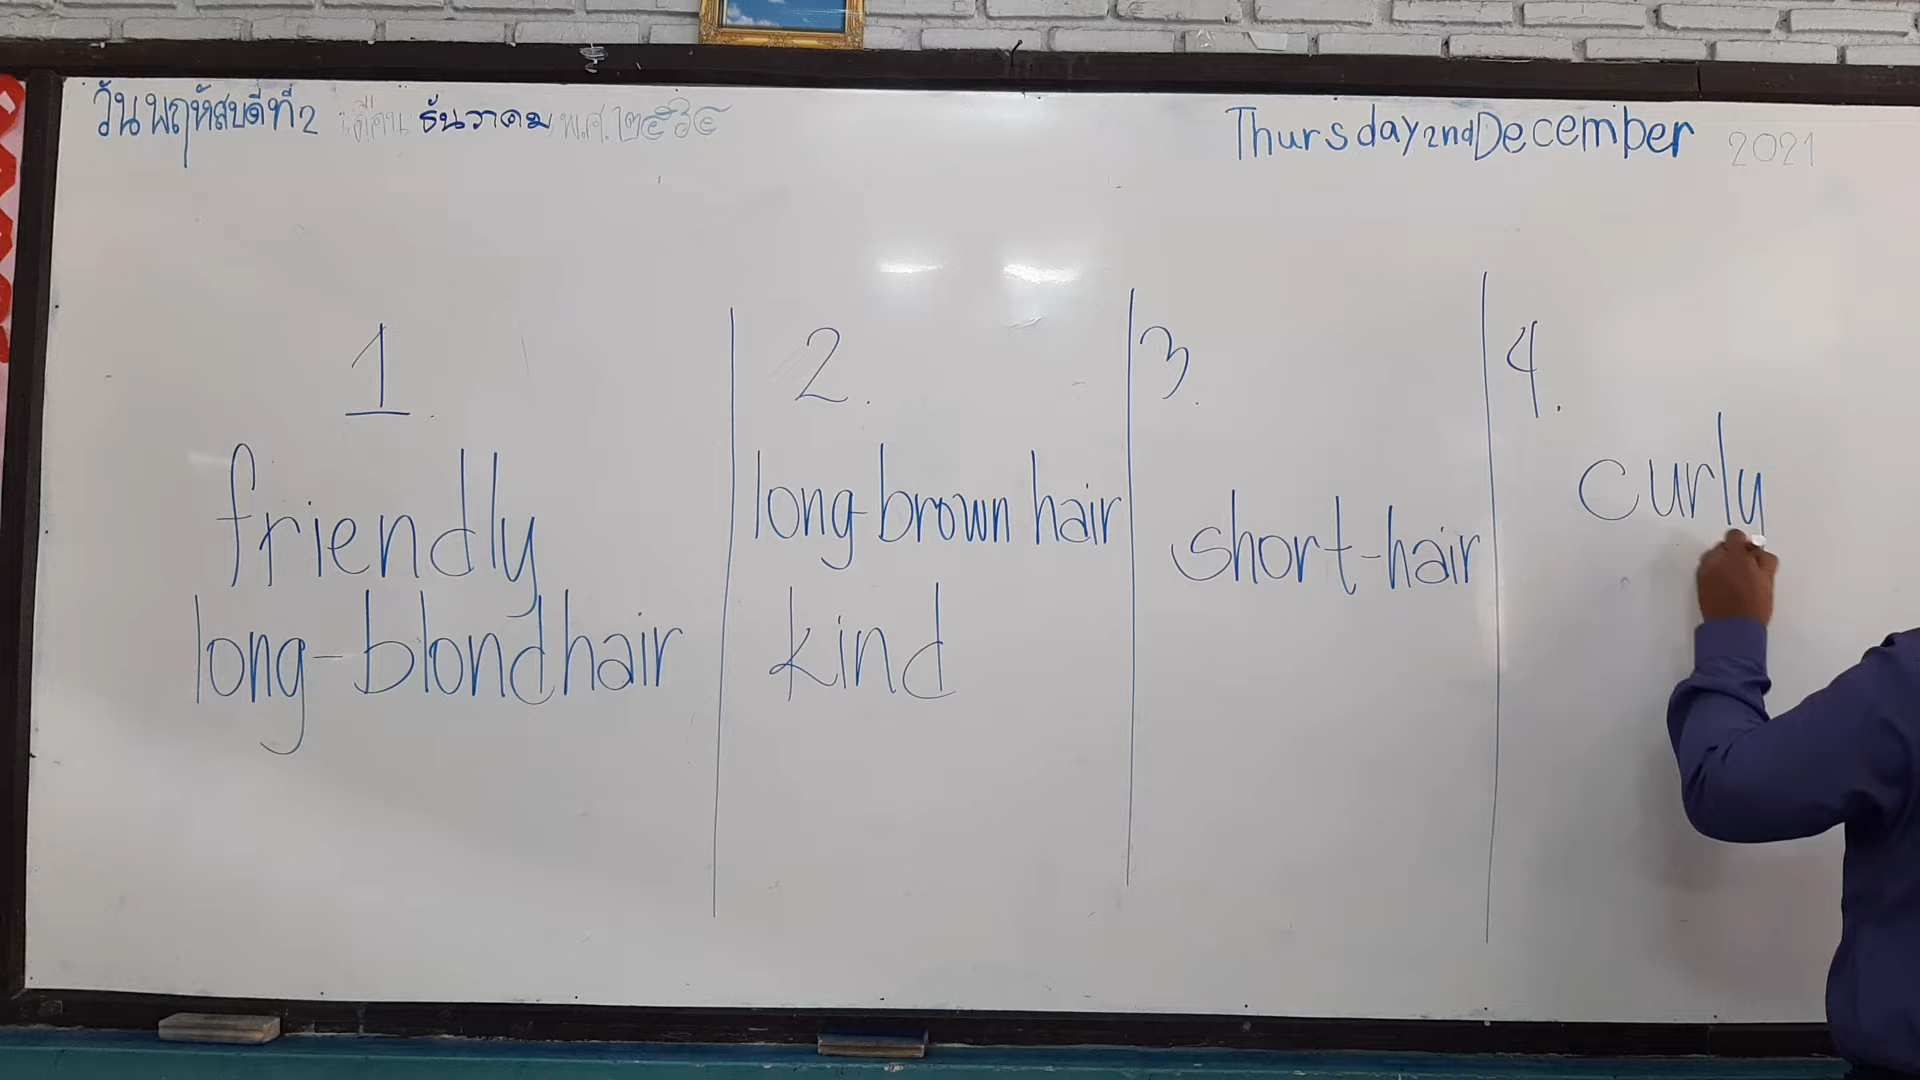 วันพฤหัสบดีที่2 เดือน ธันวาคม พ.ศ.๒๕๖๔
Thursday 2nd December 2021
1.
friendly
long-blond hair
2.
long-brown hair
kind
3.
short-hair
4.
curly